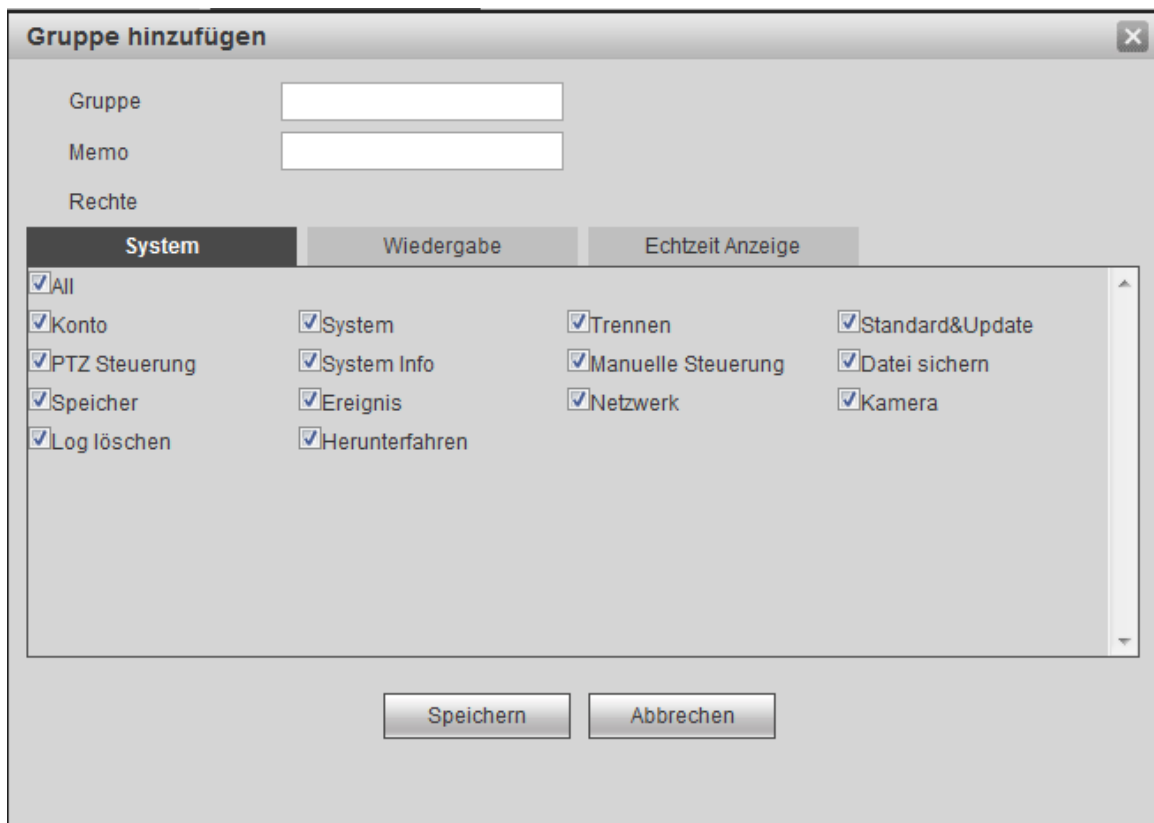 Gruppe hinzufügen
Gruppe
Memo
Rechte
System Wiedergabe Echtzeit Anzeige
All
Konto System Trennen Standard&Update
PTZ Steuerung System Info Manuelle Steuerung Datei sichern
Speicher Ereignis Netzwerk Kamera
Log löschen Herunterfahren
Speichern Abbrechen